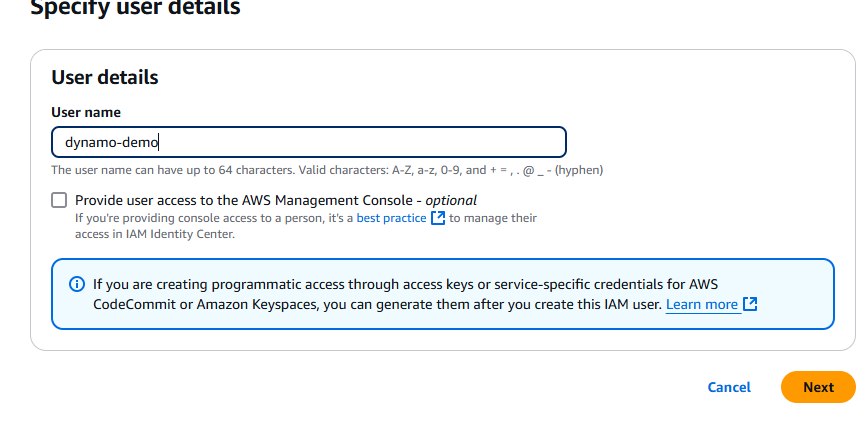 Specify user details
User details
User name
dynamo-demo
The user name can have up to 64 characters. Valid characters: A-Z, a-z, 0-9, and + = , . @ _ - (hyphen)
Provide user access to the AWS Management Console - optional
If you're providing console access to a person, it's a best practice to manage their
access in IAM Identity Center.
If you are creating programmatic access through access keys or service-specific credentials for AWS
CodeCommit or Amazon Keyspaces, you can generate them after you create this IAM user. Learn more
Cancel Next